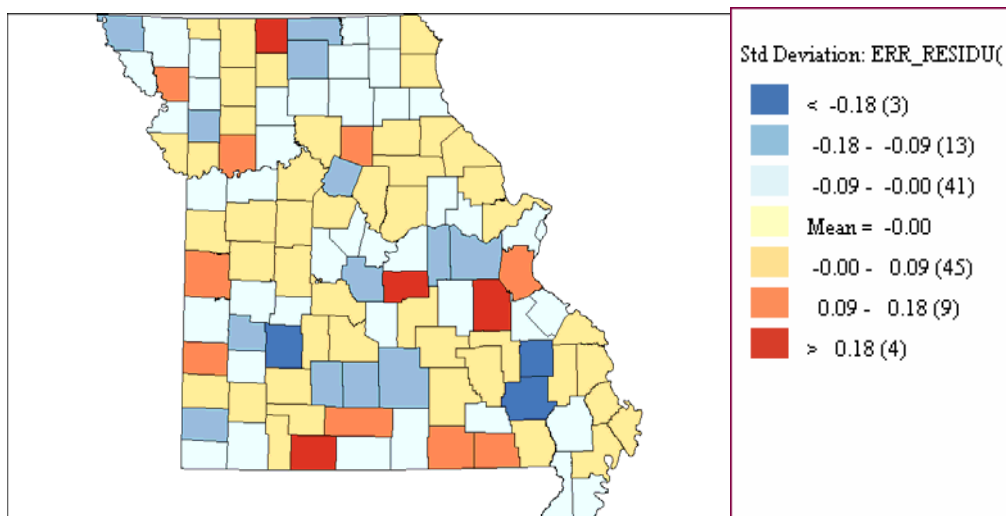 Std Deviation: ERR_RESIDU(
< -0.18 (3)
-0.18 - -0.09 (13)
-0.09 - -0.00 (41)
Mean = -0.00
-0.00 - 0.09 (45)
0.09 - 0.18 (9)
> 0.18 (4)